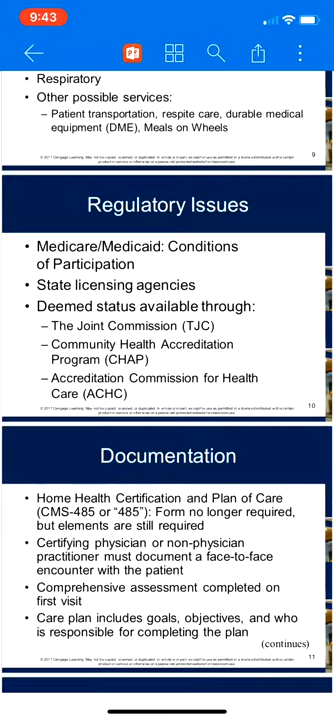 9:43
• Respiratory
• Other possible services:
– Patient transportation, respite care, durable medical
equipment (DME), Meals on Wheels
9
Regulatory Issues
• Medicare/Medicaid: Conditions
of Participation
• State licensing agencies
• Deemed status available through:
– The Joint Commission (TJC)
– Community Health Accreditation
Program (CHAP)
– Accreditation Commission for Health
Care (ACHC)
10
Documentation
• Home Health Certification and Plan of Care
(CMS-485 or “485”): Form no longer required,
but elements are still required
• Certifying physician or non-physician
practitioner must document a face-to-face
encounter with the patient
• Comprehensive assessment completed on
first visit
• Care plan includes goals, objectives, and who
is responsible for completing the plan
(continues)
11